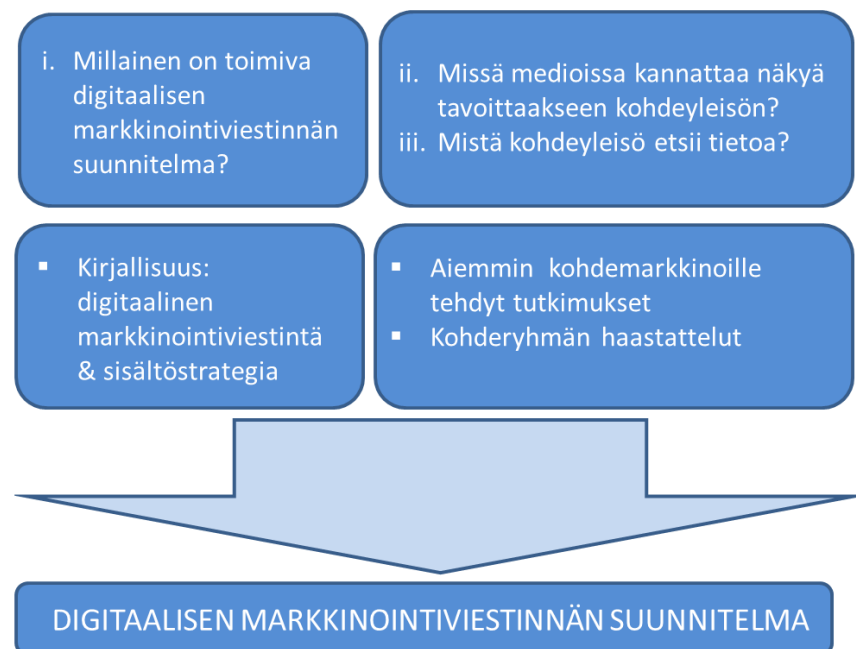 i. Millainen on toimiva
digitaalisen
markkinointiviestinnän
suunnitelma?
ii. Missä medioissa kannattaa näkyä
tavoittaakseen kohdeyleisön?
iii. Mistä kohdeyleisö etsii tietoa?
▪ Kirjallisuus:
digitaalinen
markkinointiviestintä
& sisältöstrategia
▪ Aiemmin kohdemarkkinoille
tehdyt tutkimukset
▪ Kohderyhmän haastattelut
DIGITAALISEN MARKKINOINTIVIESTINNÄN SUUNNITELMA